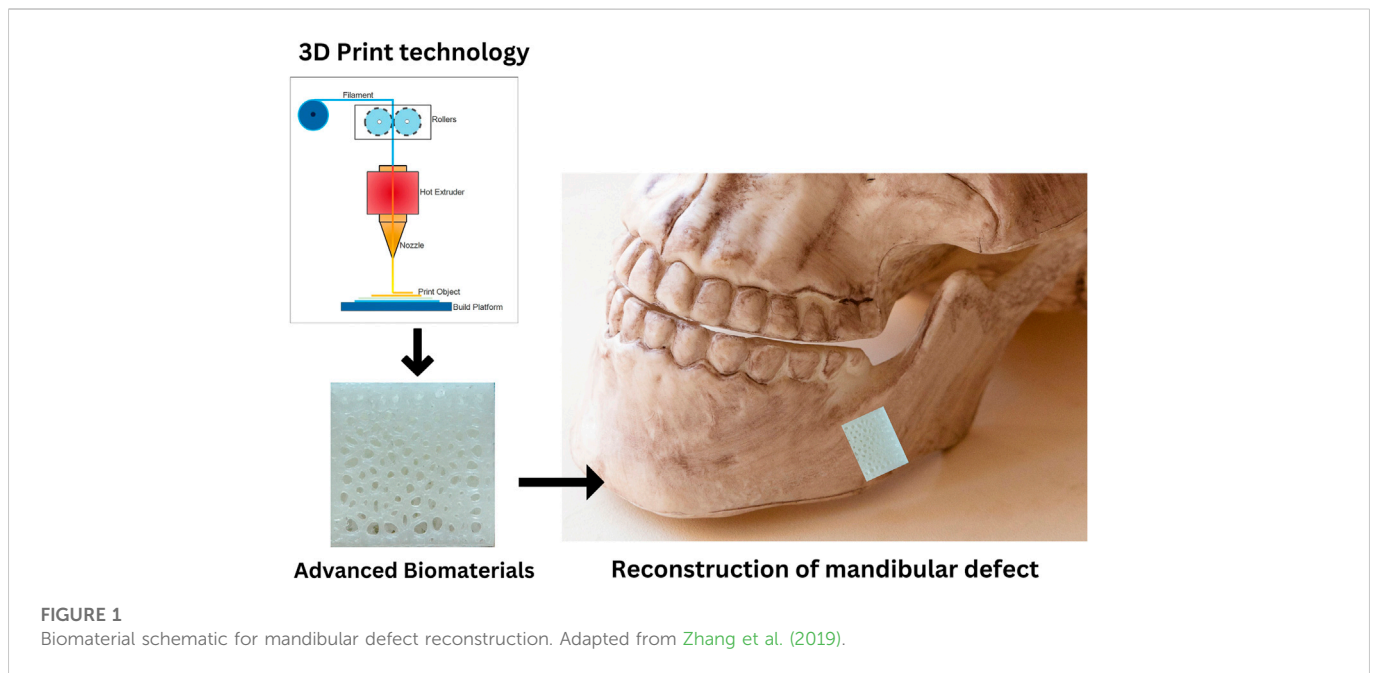 3D Print technology
Filament
Rollers
Hot Extruder
Nozzle
Print Object
Build Platform
Advanced Biomaterials
Reconstruction of mandibular defect
FIGURE 1
Biomaterial schematic for mandibular defect reconstruction. Adapted from Zhang et al. (2019).